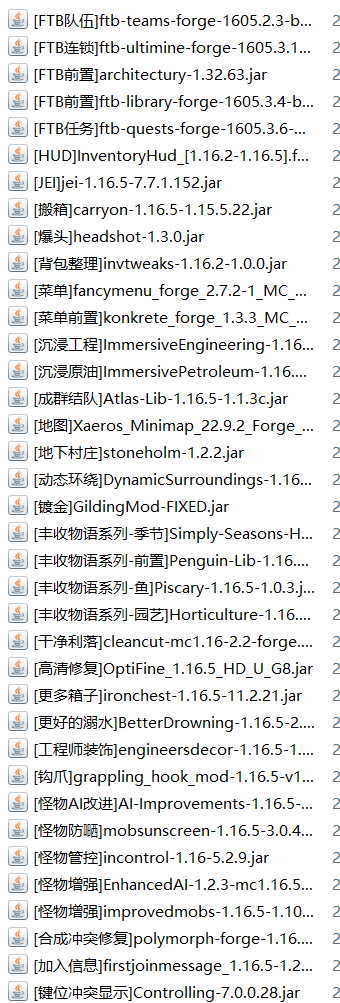 [FTB队伍]ftb-teams-forge-1605.2.3-b... 2
[FTB连锁]ftb-ultimine-forge-1605.3.1... 2
[FTB前置]architectury-1.32.63.jar 2
[FTB前置]ftb-library-forge-1605.3.4-b... 2
[FTB任务]ftb-quests-forge-1605.3.6-... 2
[HUD]InventoryHud_[1.16.2-1.16.5].f... 2
[JEI]jei-1.16.5-7.7.1.152.jar 2
[搬箱]carryon-1.16.5-1.15.5.22.jar 2
[爆头]headshot-1.3.0.jar 2
[背包整理]invtweaks-1.16.2-1.0.0.jar 2
[菜单]fancymenu_forge_2.7.2-1_MC_... 2
[菜单前置]konkrete_forge_1.3.3_MC_... 2
[沉浸工程]ImmersiveEngineering-1.16... 2
[沉浸原油]ImmersivePetroleum-1.16.... 2
[成群结队]Atlas-Lib-1.16.5-1.1.3c.jar 2
[地图]Xaeros_Minimap_22.9.2_Forge_... 2
[地下村庄]stoneholm-1.2.2.jar 2
[动态环绕]DynamicSurroundings-1.16... 2
[镀金]GildingMod-FIXED.jar 2
[丰收物语系列-季节]Simply-Seasons-H... 2
[丰收物语系列-前置]Penguin-Lib-1.16.... 2
[丰收物语系列-鱼]Piscary-1.16.5-1.0.3.j... 2
[丰收物语系列-园艺]Horticulture-1.16.... 2
[干净利落]cleancut-mc1.16-2.2-forge.... 2
[高清修复]OptiFine_1.16.5_HD_U_G8.jar 2
[更多箱子]ironchest-1.16.5-11.2.21.jar 2
[更好的溺水]BetterDrowning-1.16.5-2.... 2
[工程师装饰]engineersdecor-1.16.5-1.... 2
[钩爪]grappling_hook_mod-1.16.5-v1... 2
[怪物AI改进]AI-Improvements-1.16.5-... 2
[怪物防晒]mobsunscreen-1.16.5-3.0.4... 2
[怪物管控]incontrol-1.16-5.2.9.jar 2
[怪物增强]EnhancedAI-1.2.3-mc1.16.5... 2
[怪物增强]improvedmobs-1.16.5-1.10... 2
[合成冲突修复]polymorph-forge-1.16.... 2
[加入信息]firstjoinmessage_1.16.5-1.2... 2
[键位冲突显示]Controlling-7.0.0.28.jar 2